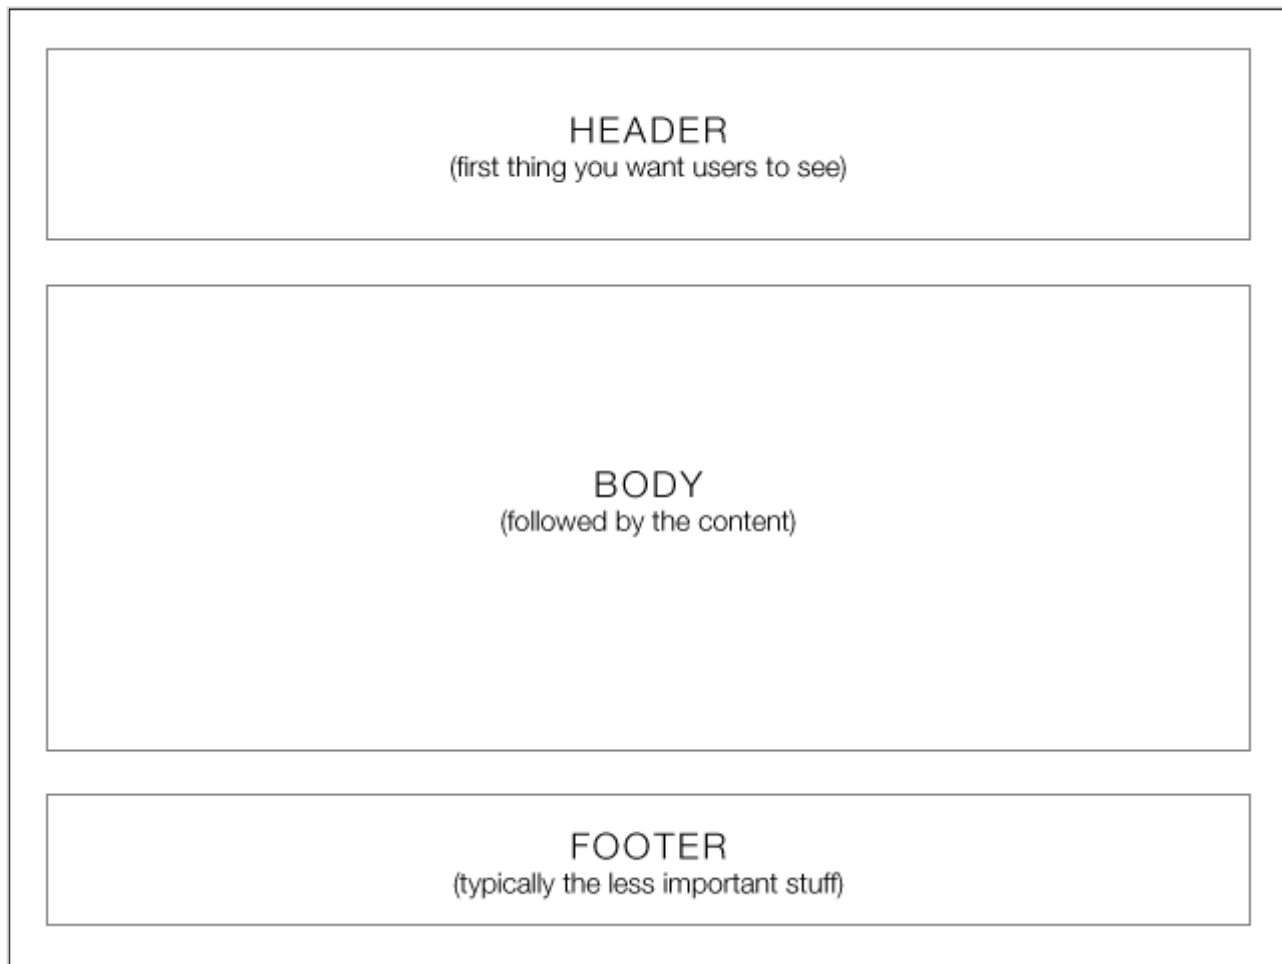 HEADER
(first thing you want users to see)
BODY
(followed by the content)
FOOTER
(typically the less important stuff)